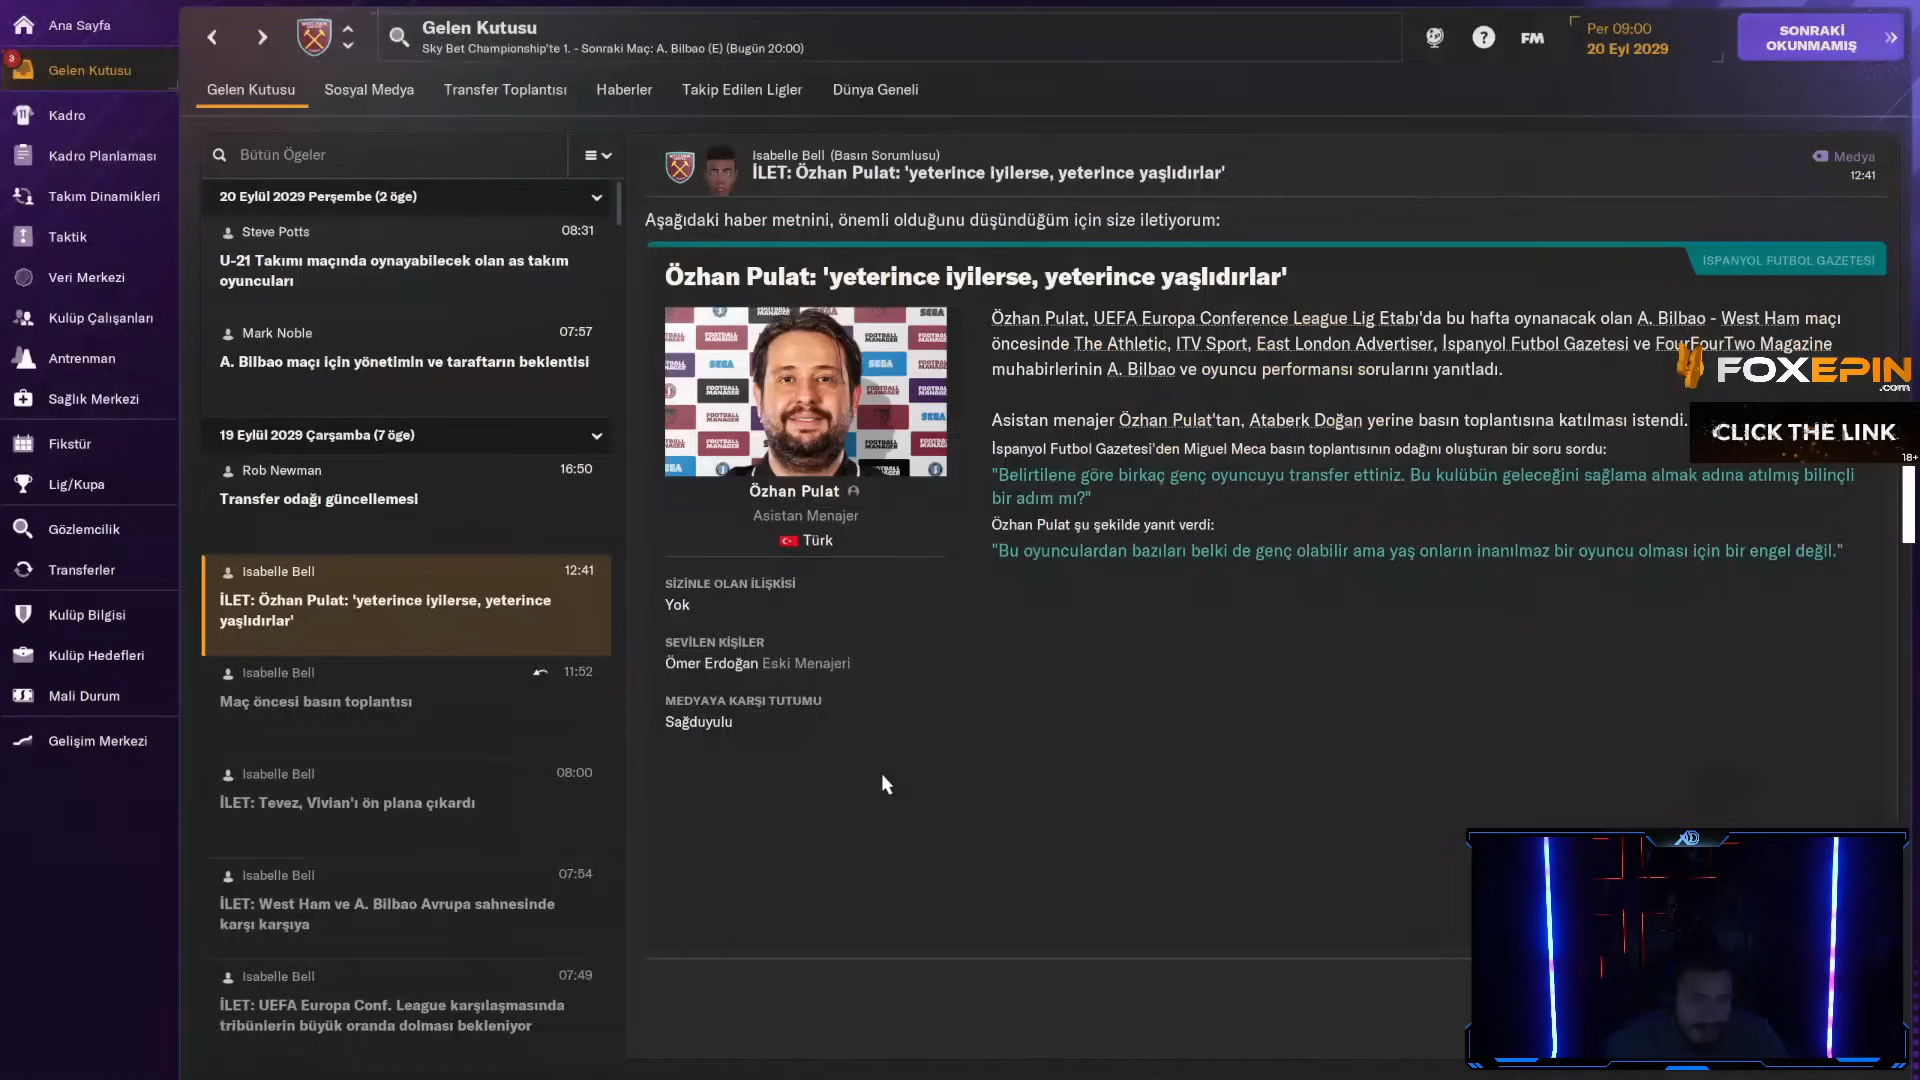 Ana Sayfa
3
Gelen Kutusu
Kadro
Kadro Planlaması
Takım Dinamikleri
Taktik
Veri Merkezi
Kulüp Çalışanları
Antrenman
Sağlık Merkezi
Fikstür
Lig/Kupa
Gözlemcilik
Transferler
Kulüp Bilgisi
Kulüp Hedefleri
Mali Durum
Gelişim Merkezi
Gelen Kutusu
Sky Bet Championship'te 1. - Sonraki Maç: A. Bilbao (E) (Bugün 20:00)
FM
Per 09:00
20 Eyl 2029
SONRAKİ
OKUNMAMIŞ
Gelen Kutusu Sosyal Medya Transfer Toplantısı Haberler Takip Edilen Ligler Dünya Geneli
Bütün Ögeler
20 Eylül 2029 Perşembe (2 öge)
Steve Potts 08:31
U-21 Takımı maçında oynayabilecek olan as takım
oyuncuları
Mark Noble 07:57
A. Bilbao maçı için yönetimin ve taraftarın beklentisi
19 Eylül 2029 Çarşamba (7 öge)
Rob Newman 16:50
Transfer odağı güncellemesi
Isabelle Bell 12:41
İLET: Özhan Pulat: 'yeterince iyilerse, yeterince
yaşlıdırlar'
Isabelle Bell 11:52
Maç öncesi basın toplantısı
Isabelle Bell 08:00
İLET: Tevez, Vivian'ı ön plana çıkardı
Isabelle Bell 07:54
İLET: West Ham ve A. Bilbao Avrupa sahnesinde
karşı karşıya
Isabelle Bell 07:49
İLET: UEFA Europa Conf. League karşılaşmasında
tribünlerin büyük oranda dolması bekleniyor
Isabelle Bell (Basın Sorumlusu)
İLET: Özhan Pulat: 'yeterince iyilerse, yeterince yaşlıdırlar'
Medya
12:41
Aşağıdaki haber metnini, önemli olduğunu düşündüğüm için size iletiyorum:
İSPANYOL FUTBOL GAZETESİ
Özhan Pulat: 'yeterince iyilerse, yeterince yaşlıdırlar'
Özhan Pulat
Asistan Menajer
Türk
SİZİNLE OLAN İLİŞKİSİ
Yok
SEVİLEN KİŞİLER
Ömer Erdoğan Eski Menajeri
MEDYAYA KARŞI TUTUMU
Sağduyulu
Özhan Pulat, UEFA Europa Conference League Lig Etabı'da bu hafta oynanacak olan A. Bilbao - West Ham maçı
öncesinde The Athletic, ITV Sport, East London Advertiser, İspanyol Futbol Gazetesi ve FourFourTwo Magazine
muhabirlerinin A. Bilbao ve oyuncu performansı sorularını yanıtladı.
Asistan menajer Özhan Pulat'tan, Ataberk Doğan yerine basın toplantısına katılması istendi.
İspanyol Futbol Gazetesi'den Miguel Meca basın toplantısının odağını oluşturan bir soru sordu:
"Belirtilene göre birkaç genç oyuncuyu transfer ettiniz. Bu kulübün geleceğini sağlama almak adına atılmış bilinçli
bir adım mı?"
Özhan Pulat şu şekilde yanıt verdi:
"Bu oyunculardan bazıları belki de genç olabilir ama yaş onların inanılmaz bir oyuncu olması için bir engel değil."
FOXEPIN
.com
CLICK THE LINK
18+